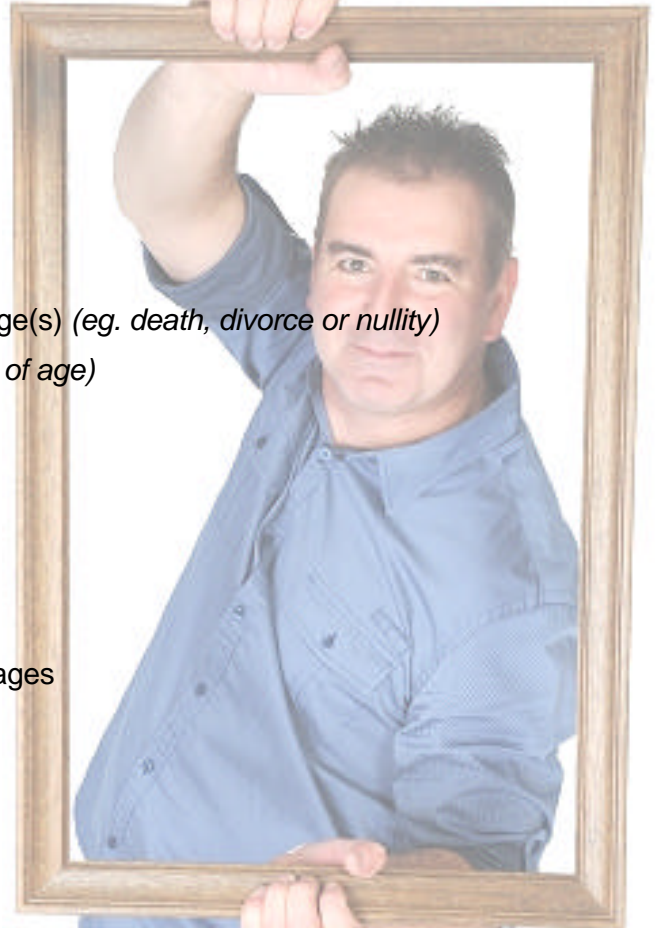 ge(s) (eg. death, divorce or nullity)
of age)
ages